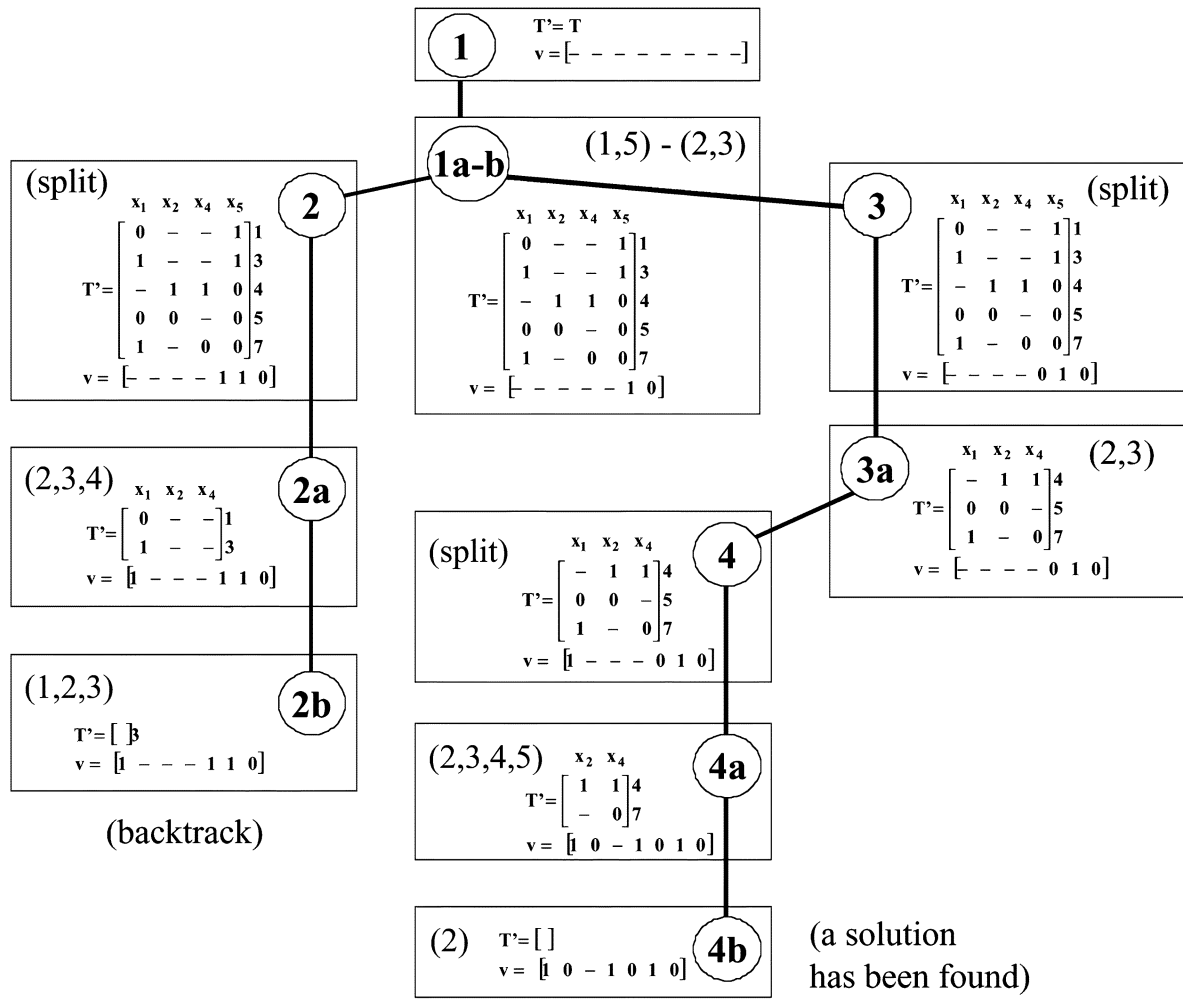 1
T'= T
v = [– – – – – – – –]
1a-b
(1,5) - (2,3)
x1 x2 x4 x5
0 – – 1 1
1 – – 1 3
T'= – 1 1 0 4
0 0 – 0 5
1 – 0 0 7
v = [– – – – – 1 0]
(split)
2
x1 x2 x4 x5
0 – – 1 1
1 – – 1 3
T'= – 1 1 0 4
0 0 – 0 5
1 – 0 0 7
v = [– – – – 1 1 0]
3
(split)
x1 x2 x4 x5
0 – – 1 1
1 – – 1 3
T'= – 1 1 0 4
0 0 – 0 5
1 – 0 0 7
v = [– – – – 0 1 0]
(2,3,4)
2a
x1 x2 x4
0 – – 1
T'=
1 – – 3
v = [1 – – – 1 1 0]
3a
(2,3)
x1 x2 x4
– 1 1 4
T'= 0 0 – 5
1 – 0 7
v = [– – – – 0 1 0]
(split)
4
x1 x2 x4
– 1 1 4
T'= 0 0 – 5
1 – 0 7
v = [1 – – – 0 1 0]
(1,2,3)
2b
T'= [ ]3
v = [1 – – – 1 1 0]
(backtrack)
(2,3,4,5)
4a
x2 x4
1 1 4
T'=
– 0 7
v = [1 0 – 1 0 1 0]
(2)
4b
T'= [ ]
v = [1 0 – 1 0 1 0]
(a solution
has been found)